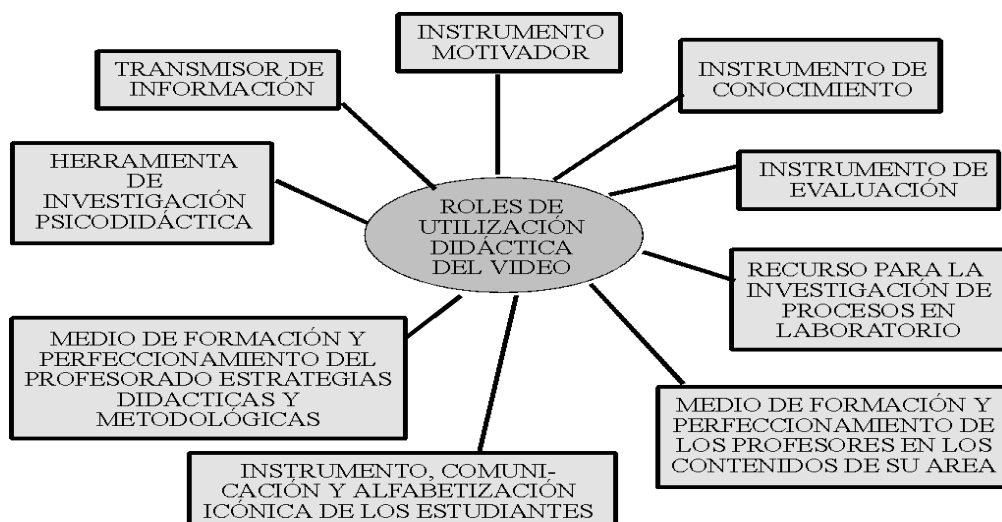 INSTRUMENTO
MOTIVADOR
TRANSMISOR DE
INFORMACIÓN
INSTRUMENTO DE
CONOCIMIENTO
HERRAMIENTA
DE
INVESTIGACIÓN
PSICODIDÁCTICA
INSTRUMENTO DE
EVALUACIÓN
ROLES DE
UTILIZACIÓN
DIDÁCTICA
DEL VIDEO
RECURSO PARA LA
INVESTIGACIÓN DE
PROCESOS EN
LABORATORIO
MEDIO DE FORMACIÓN Y
PERFECCIONAMIENTO DEL
PROFESORADO ESTRATEGIAS
DIDACTICAS Y
METODOLÓGICAS
MEDIO DE FORMACIÓN Y
PERFECCIONAMIENTO DE
LOS PROFESORES EN LOS
CONTENIDOS DE SU AREA
INSTRUMENTO, COMUNI-
CACIÓN Y ALFABETIZACIÓN
ICÓNICA DE LOS ESTUDIANTES